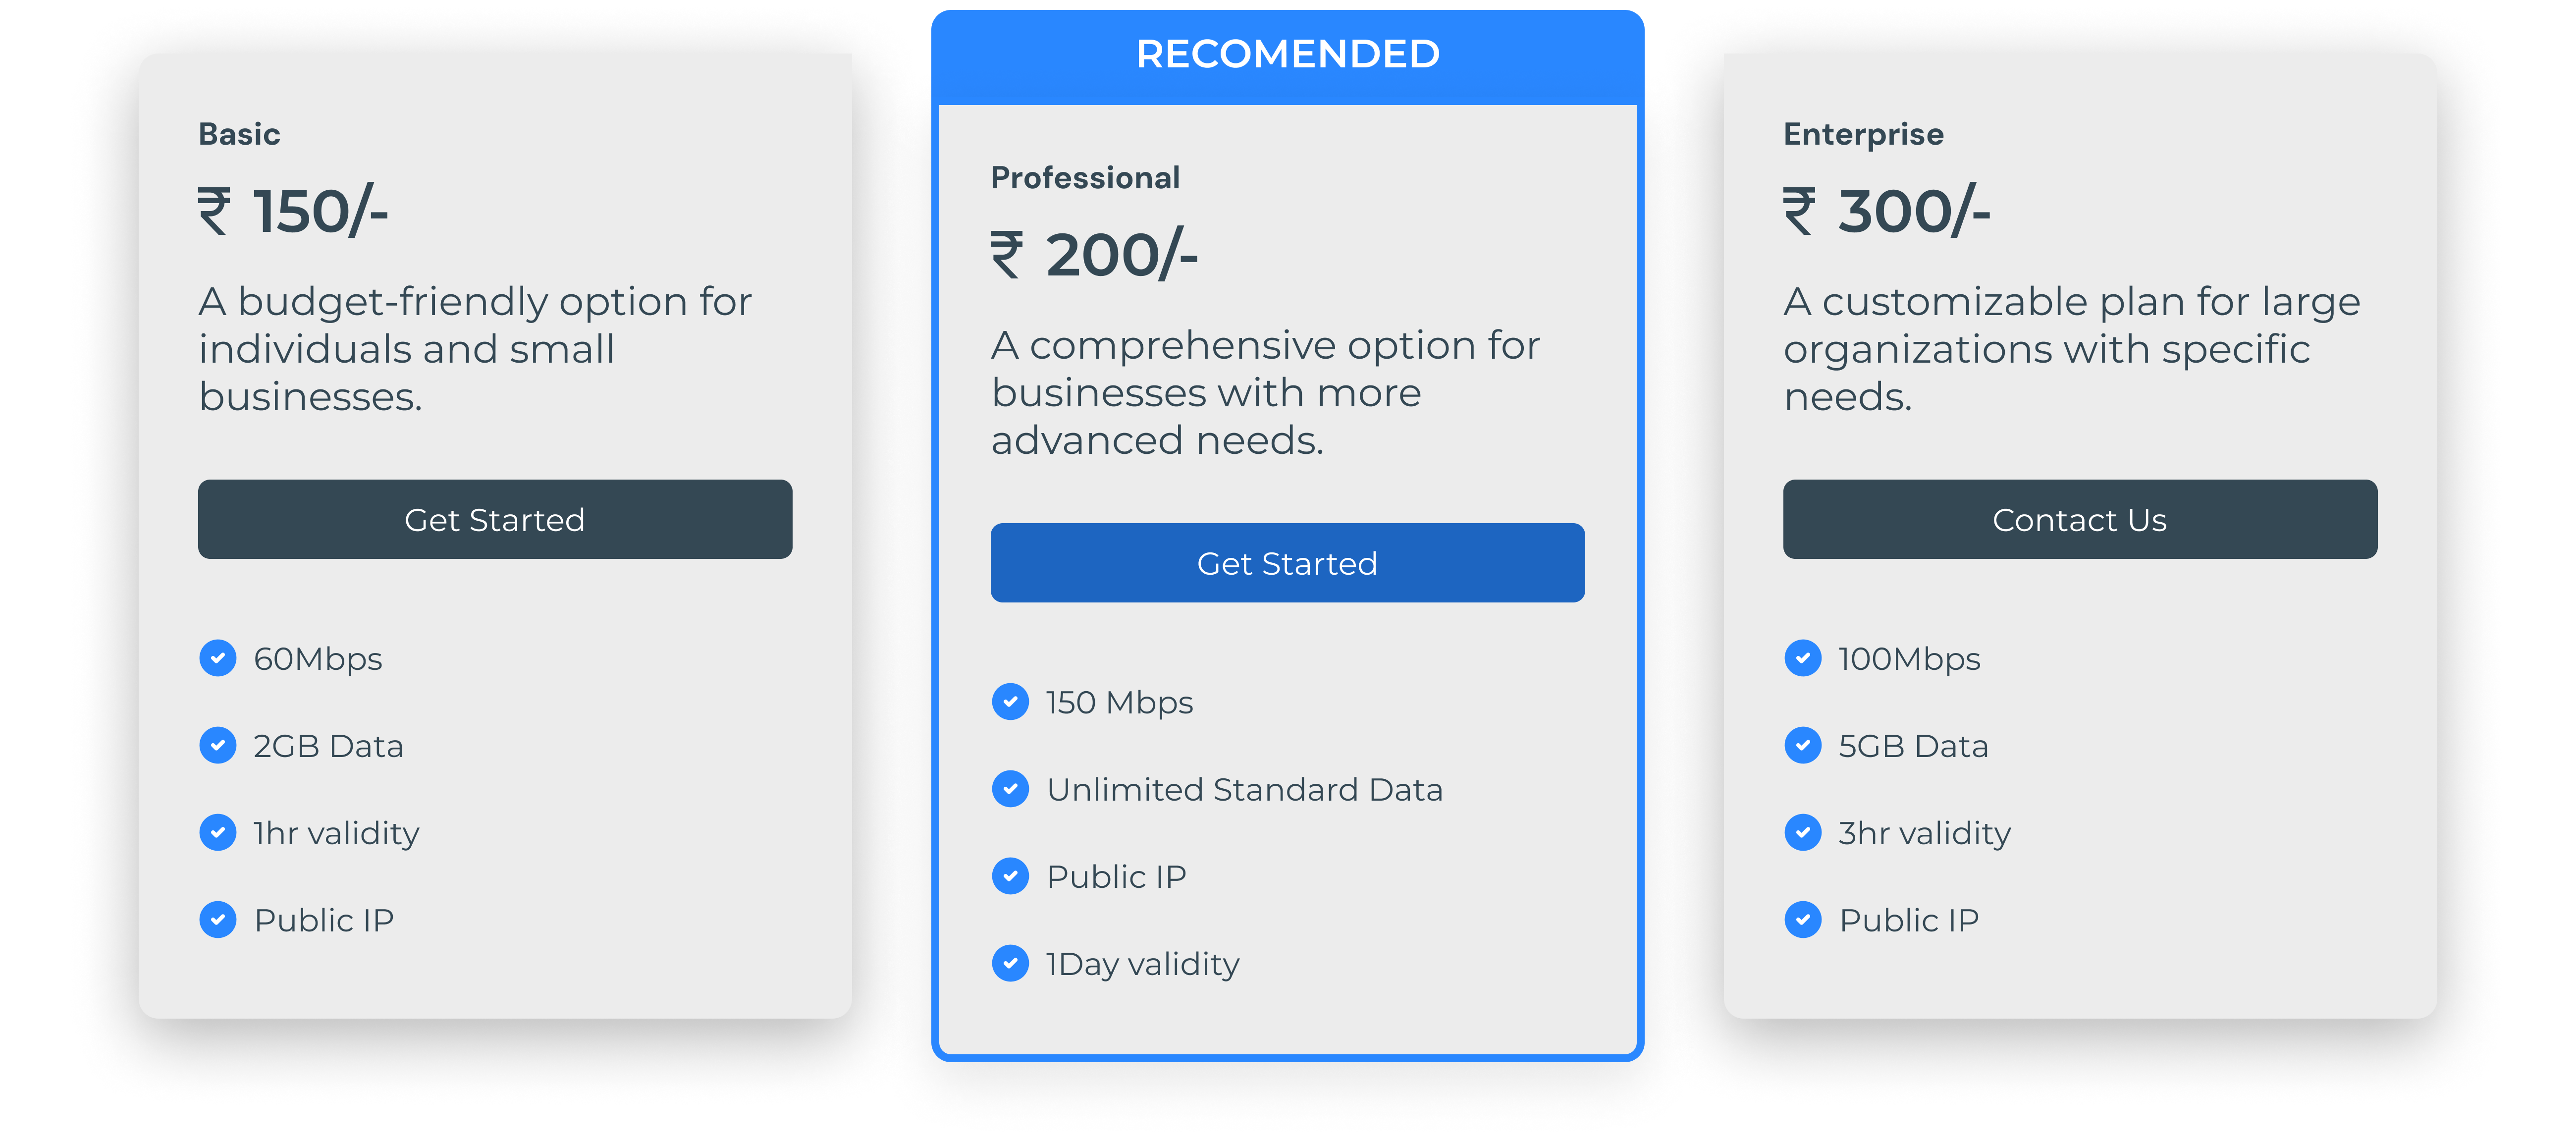 Basic
₹ 150/-
A budget-friendly option for
individuals and small
businesses.
Get Started
60Mbps
2GB Data
1hr validity
Public IP
RECOMENDED
Professional
₹ 200/-
A comprehensive option for
businesses with more
advanced needs.
Get Started
150 Mbps
Unlimited Standard Data
Public IP
1Day validity
Enterprise
₹ 300/-
A customizable plan for large
organizations with specific
needs.
Contact Us
100Mbps
5GB Data
3hr validity
Public IP